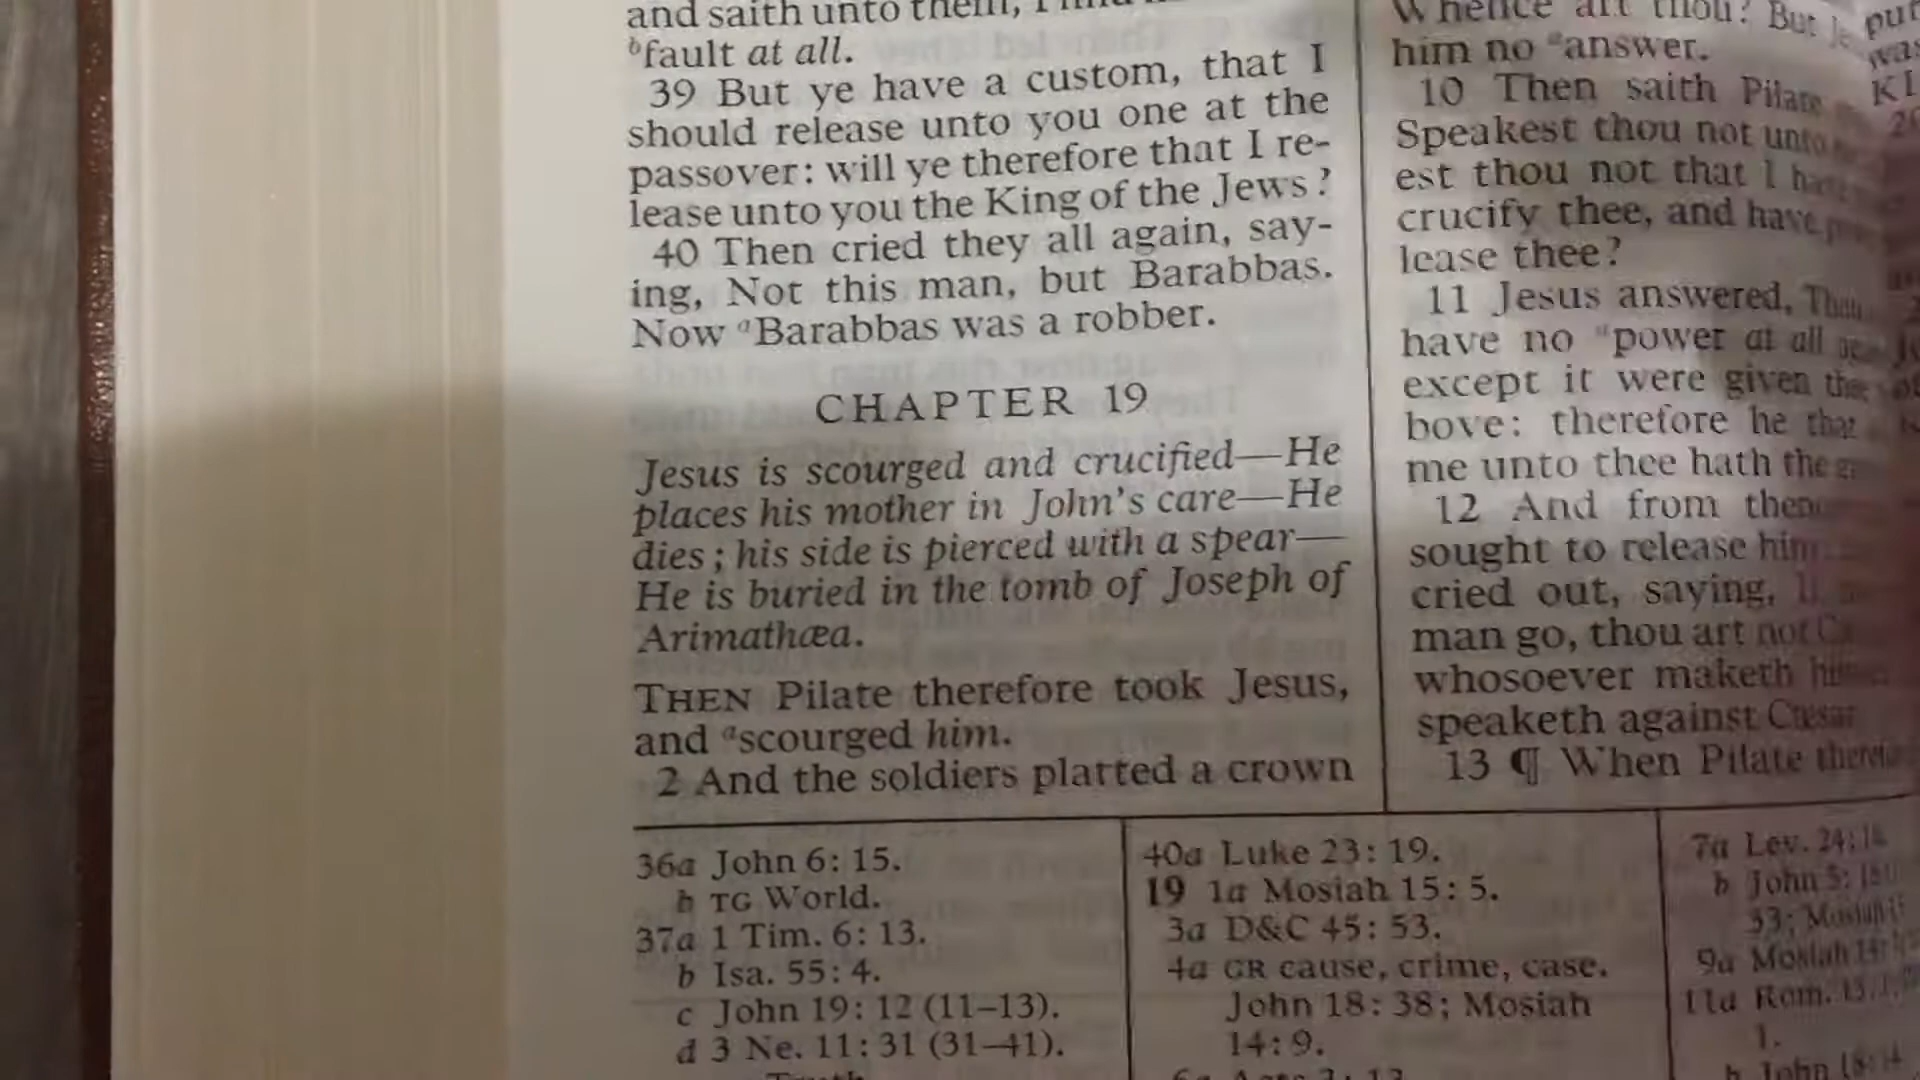 and saith unto them, I find
ᵇfault at all.
39 But ye have a custom, that I
should release unto you one at the
passover: will ye therefore that I re-
lease unto you the King of the Jews?
40 Then cried they all again, say-
ing, Not this man, but Barabbas.
Now ᵃBarabbas was a robber.
CHAPTER 19
Jesus is scourged and crucified—He
places his mother in John's care—He
dies; his side is pierced with a spear—
He is buried in the tomb of Joseph of
Arimathæa.
THEN Pilate therefore took Jesus,
and ᵃscourged him.
2 And the soldiers platted a crown
Whence art thou? But
him no ᵃanswer.
10 Then saith Pilate
Speakest thou not unto
est thou not that I have
crucify thee, and have
lease thee?
11 Jesus answered, Thou
have no ᵃpower at all
except it were given thee
bove: therefore he that
me unto thee hath the
12 And from
sought to release him
cried out, saying,
man go, thou art not
whosoever maketh
speaketh against Cæsar
13 ¶ When Pilate
36a John 6: 15.
b TG World.
37a 1 Tim. 6: 13.
b Isa. 55: 4.
c John 19: 12 (11–13).
d 3 Ne. 11: 31 (31–41).
40a Luke 23: 19.
19 1a Mosiah 15: 5.
3a D&C 45: 53.
4a GR cause, crime, case.
John 18: 38; Mosiah
14: 9.
7a Lev. 24:
b John 5:
9a Mosiah 14:
11a Rom. 13:
1.
b John